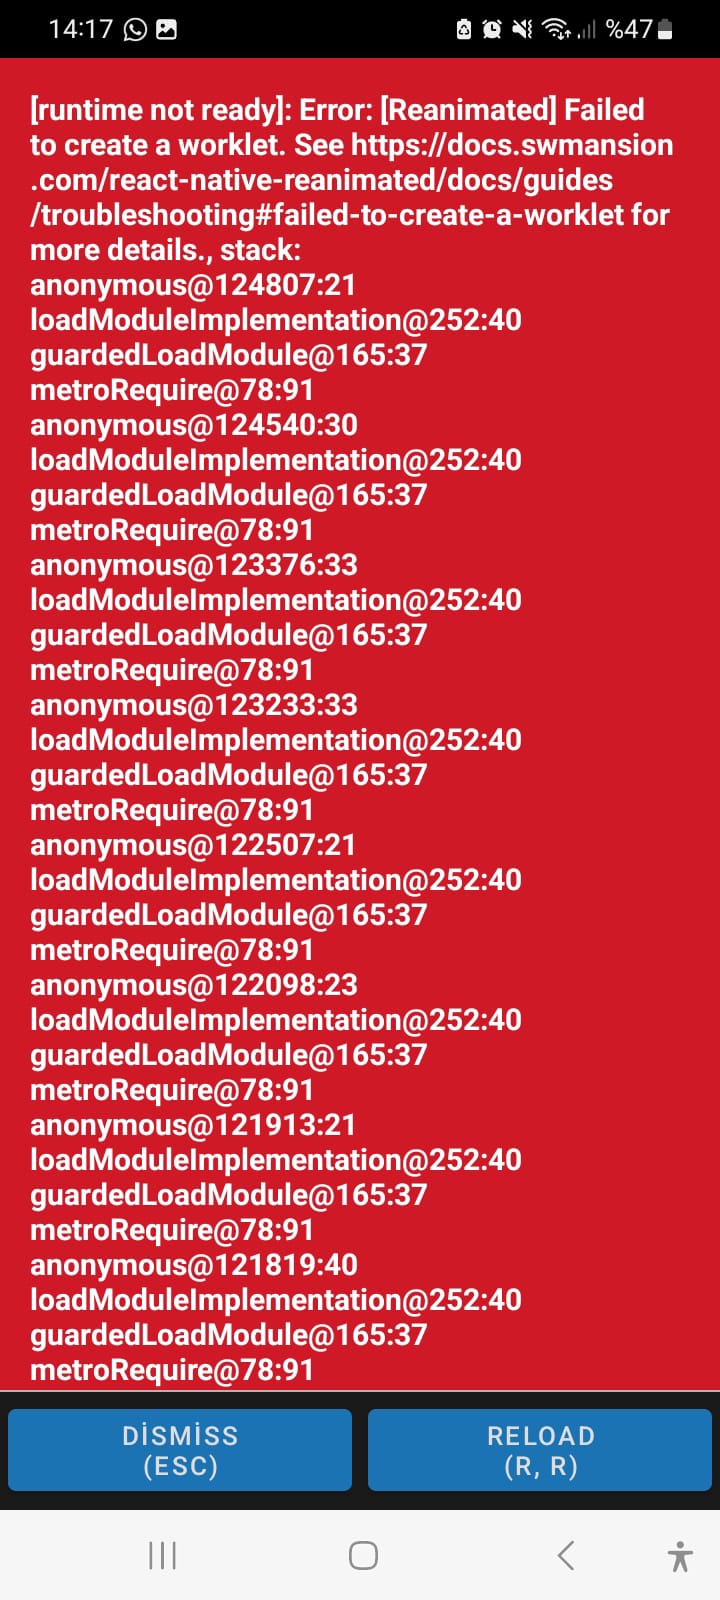 14:17 %47
[runtime not ready]: Error: [Reanimated] Failed
to create a worklet. See https://docs.swmansion
.com/react-native-reanimated/docs/guides
/troubleshooting#failed-to-create-a-worklet for
more details., stack:
anonymous@124807:21
loadModuleImplementation@252:40
guardedLoadModule@165:37
metroRequire@78:91
anonymous@124540:30
loadModuleImplementation@252:40
guardedLoadModule@165:37
metroRequire@78:91
anonymous@123376:33
loadModuleImplementation@252:40
guardedLoadModule@165:37
metroRequire@78:91
anonymous@123233:33
loadModuleImplementation@252:40
guardedLoadModule@165:37
metroRequire@78:91
anonymous@122507:21
loadModuleImplementation@252:40
guardedLoadModule@165:37
metroRequire@78:91
anonymous@122098:23
loadModuleImplementation@252:40
guardedLoadModule@165:37
metroRequire@78:91
anonymous@121913:21
loadModuleImplementation@252:40
guardedLoadModule@165:37
metroRequire@78:91
anonymous@121819:40
loadModuleImplementation@252:40
guardedLoadModule@165:37
metroRequire@78:91
DİSMİSS
(ESC)
RELOAD
(R, R)